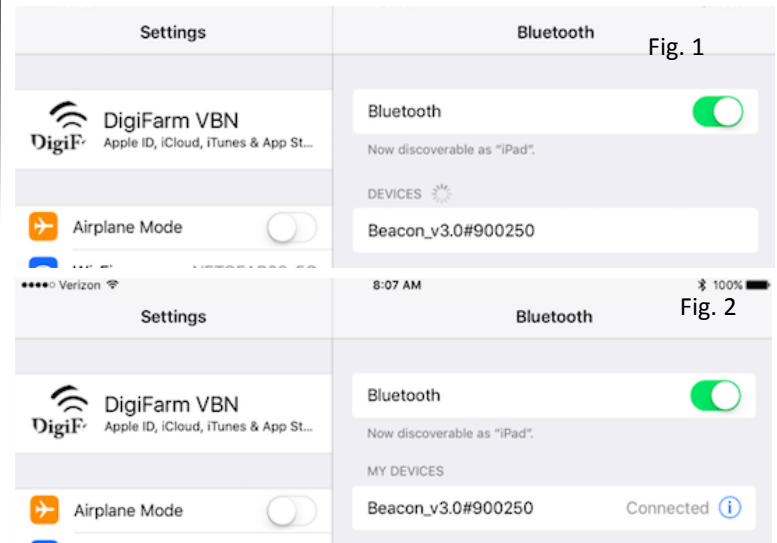 Settings
Bluetooth
Fig. 1
DigiFarm VBN
DigiF
Apple ID, iCloud, iTunes & App St...
Bluetooth
Now discoverable as “iPad”.
DEVICES
Airplane Mode
Beacon_v3.0#900250
Verizon
8:07 AM
100%
Settings
Bluetooth
Fig. 2
DigiFarm VBN
DigiF
Apple ID, iCloud, iTunes & App St...
Bluetooth
Now discoverable as “iPad”.
MY DEVICES
Airplane Mode
Beacon_v3.0#900250 Connected